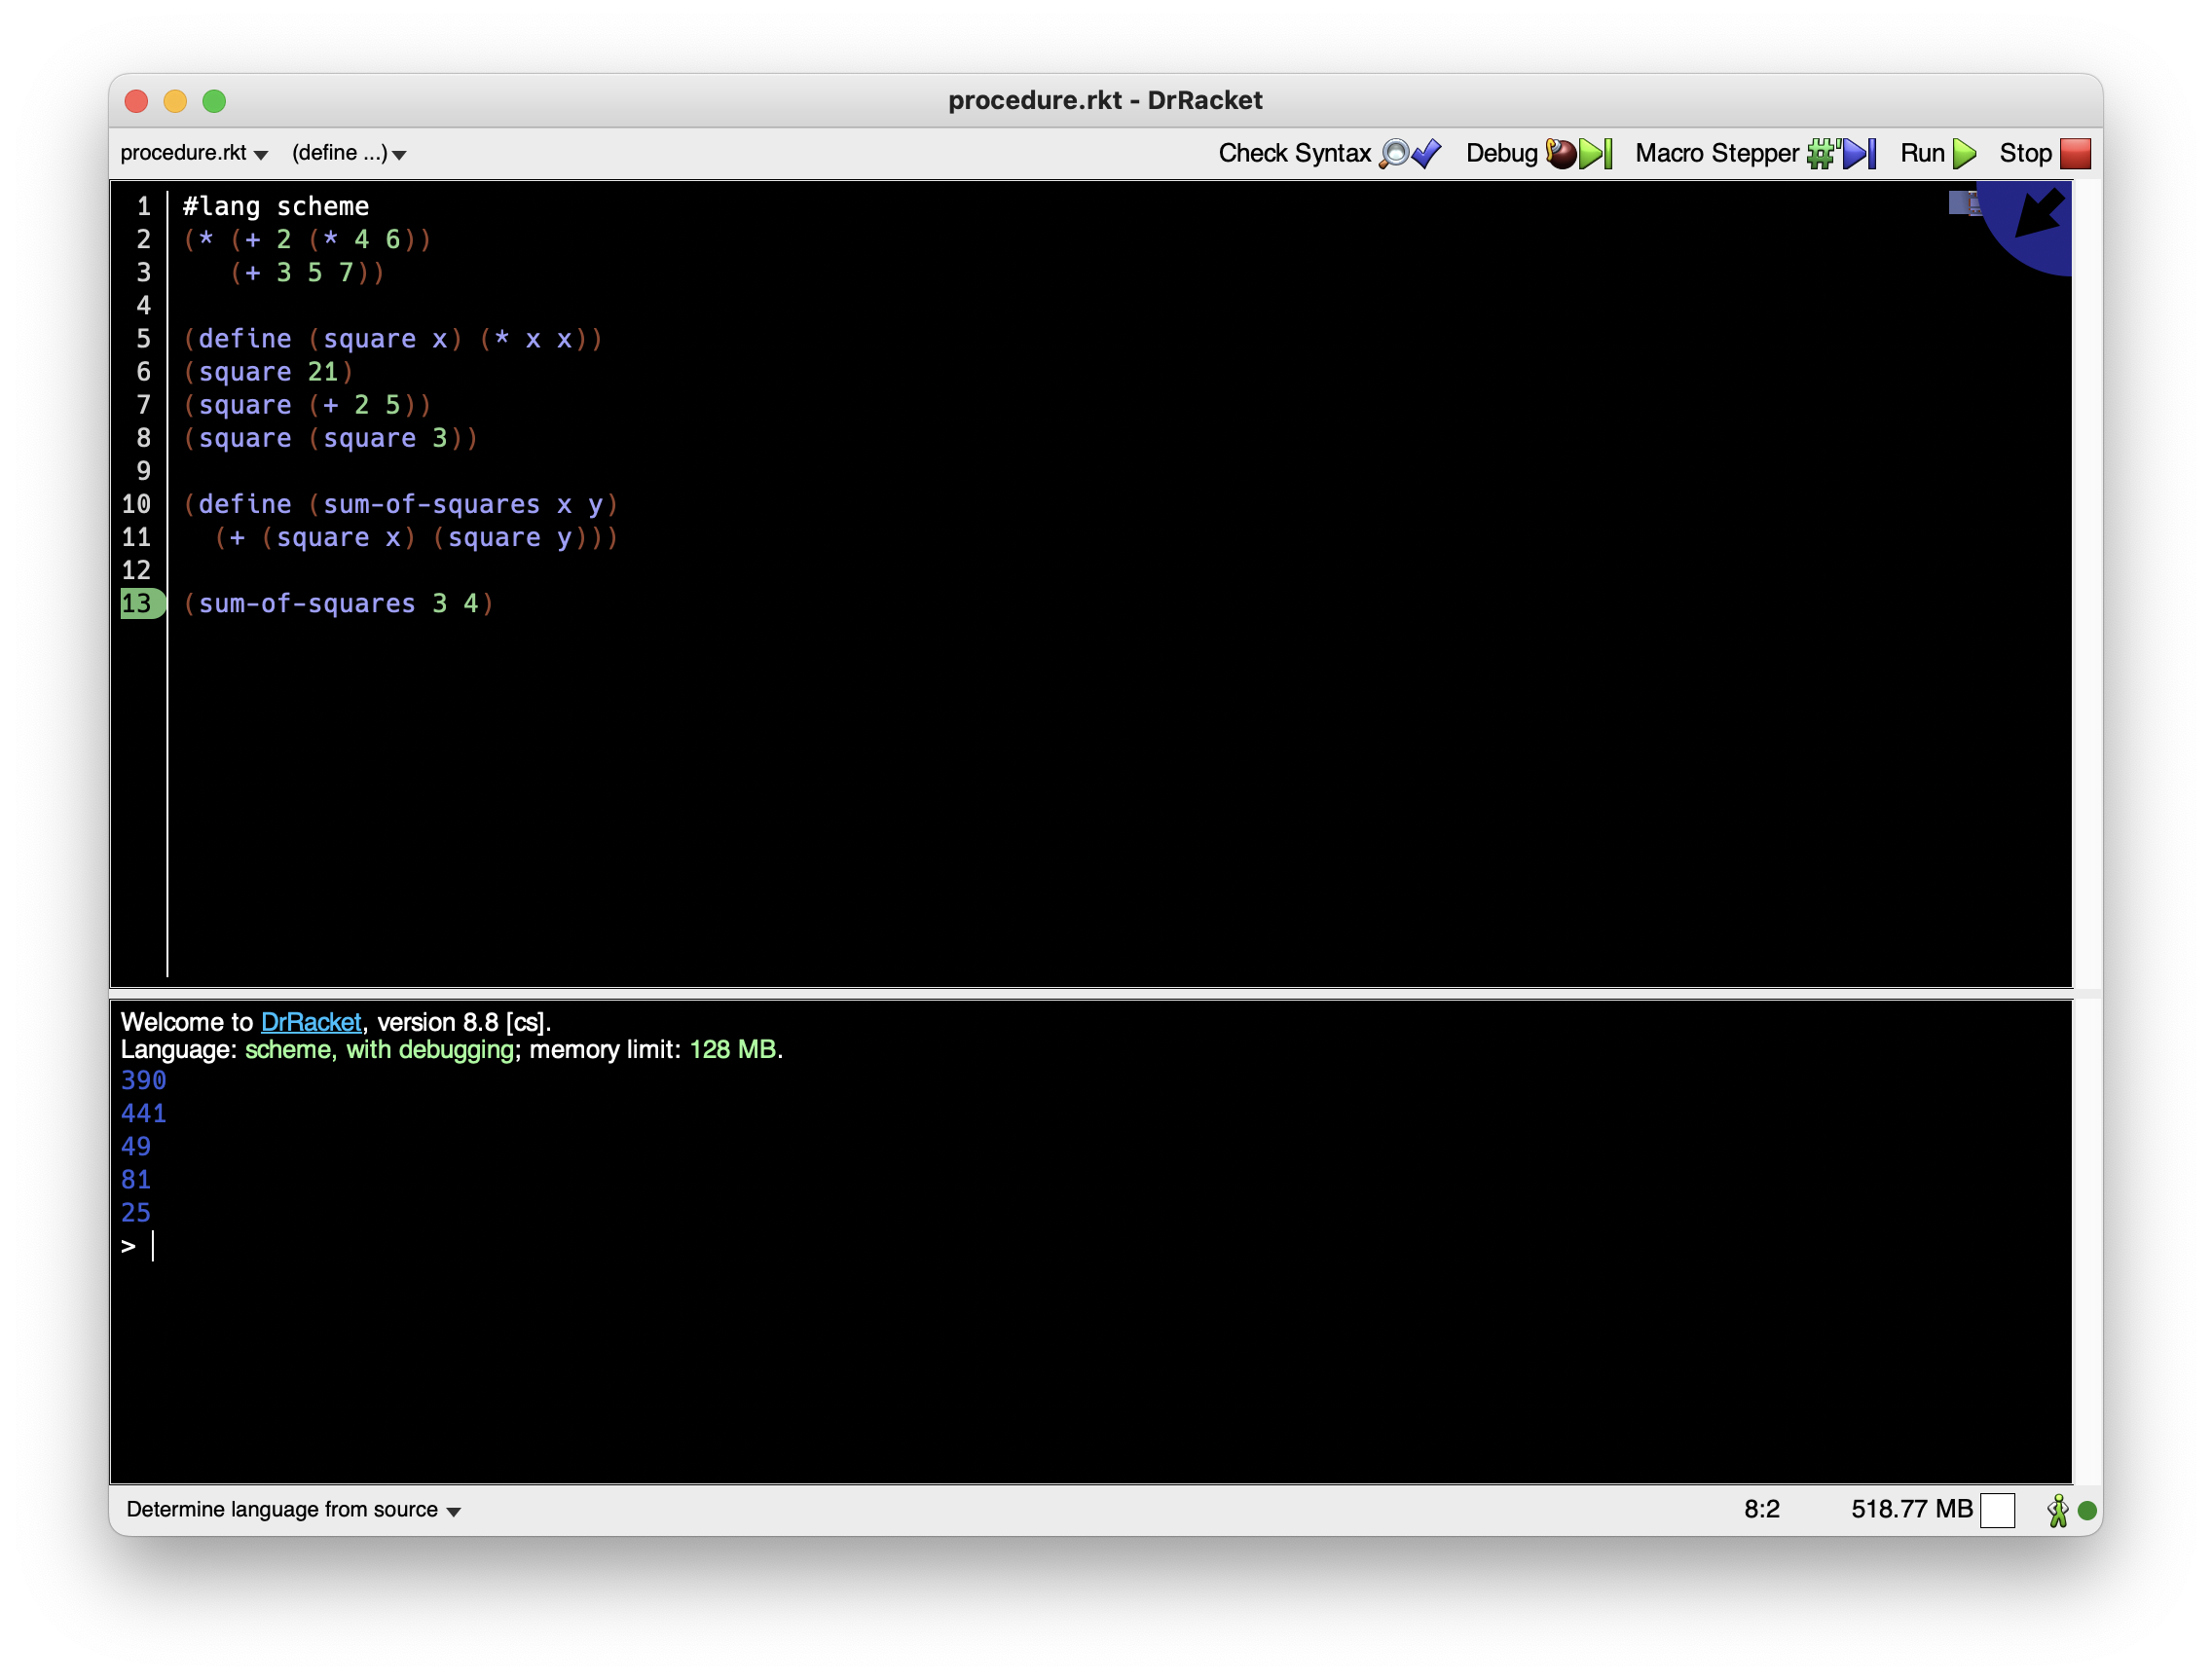 procedure.rkt - DrRacket
procedure.rkt (define ...) Check Syntax Debug Macro Stepper Run Stop
1 #lang scheme
2 (* (+ 2 (* 4 6))
3    (+ 3 5 7))
4
5 (define (square x) (* x x))
6 (square 21)
7 (square (+ 2 5))
8 (square (square 3))
9
10 (define (sum-of-squares x y)
11   (+ (square x) (square y)))
12
13 (sum-of-squares 3 4)
Welcome to DrRacket, version 8.8 [cs].
Language: scheme, with debugging; memory limit: 128 MB.
390
441
49
81
25
>
Determine language from source 8:2 518.77 MB